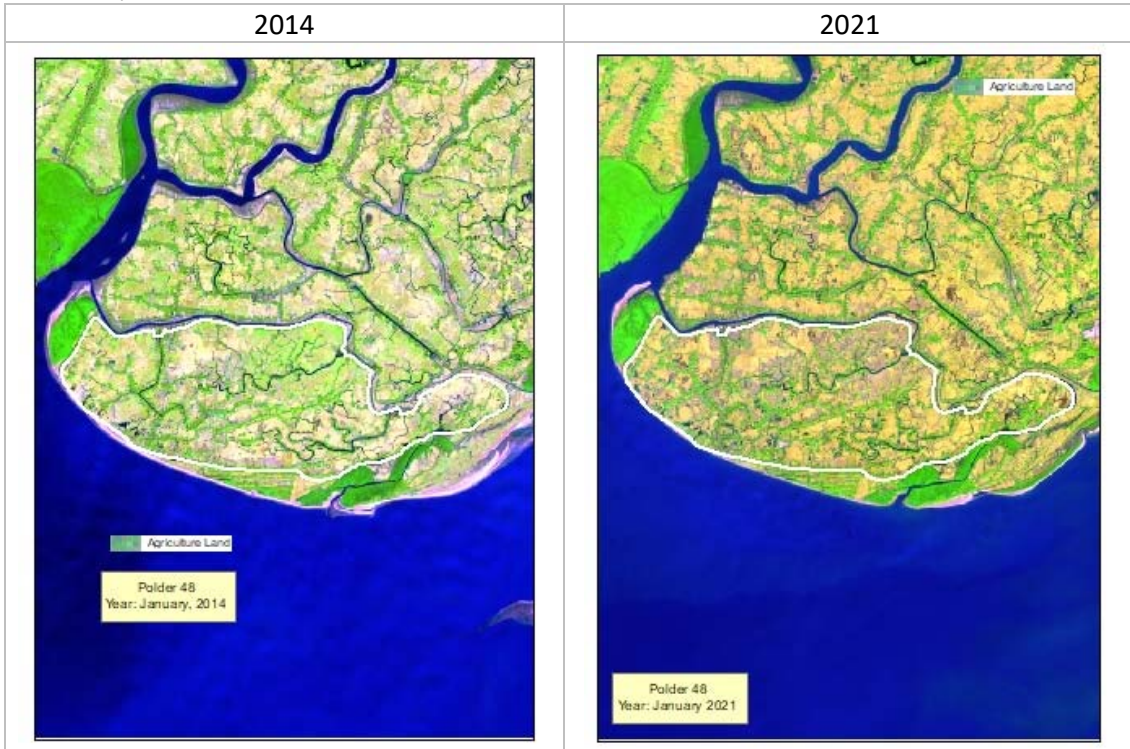 2014
2021
Agriculture Land
Agriculture Land
Polder 48
Year: January, 2014
Polder 48
Year: January 2021